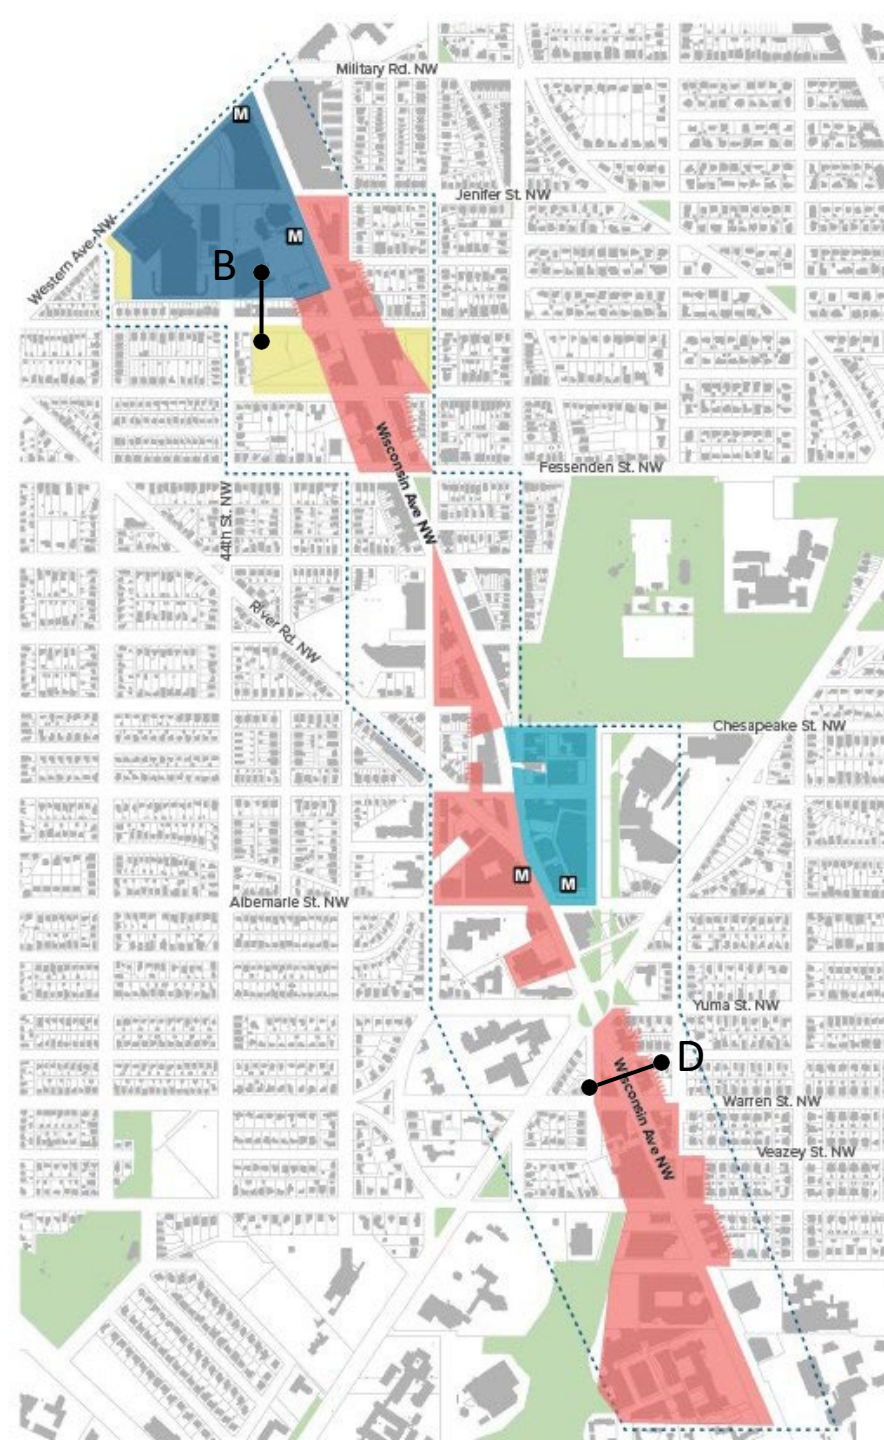 Military Rd. NW
M
Jenifer St. NW
Western Ave. NW
M
B
Wisconsin Ave NW
Fessenden St. NW
44th St. NW
River Rd. NW
Chesapeake St. NW
M
M
Albemarle St. NW
Yuma St. NW
D
Wisconsin Ave NW
Warren St. NW
Veazey St. NW